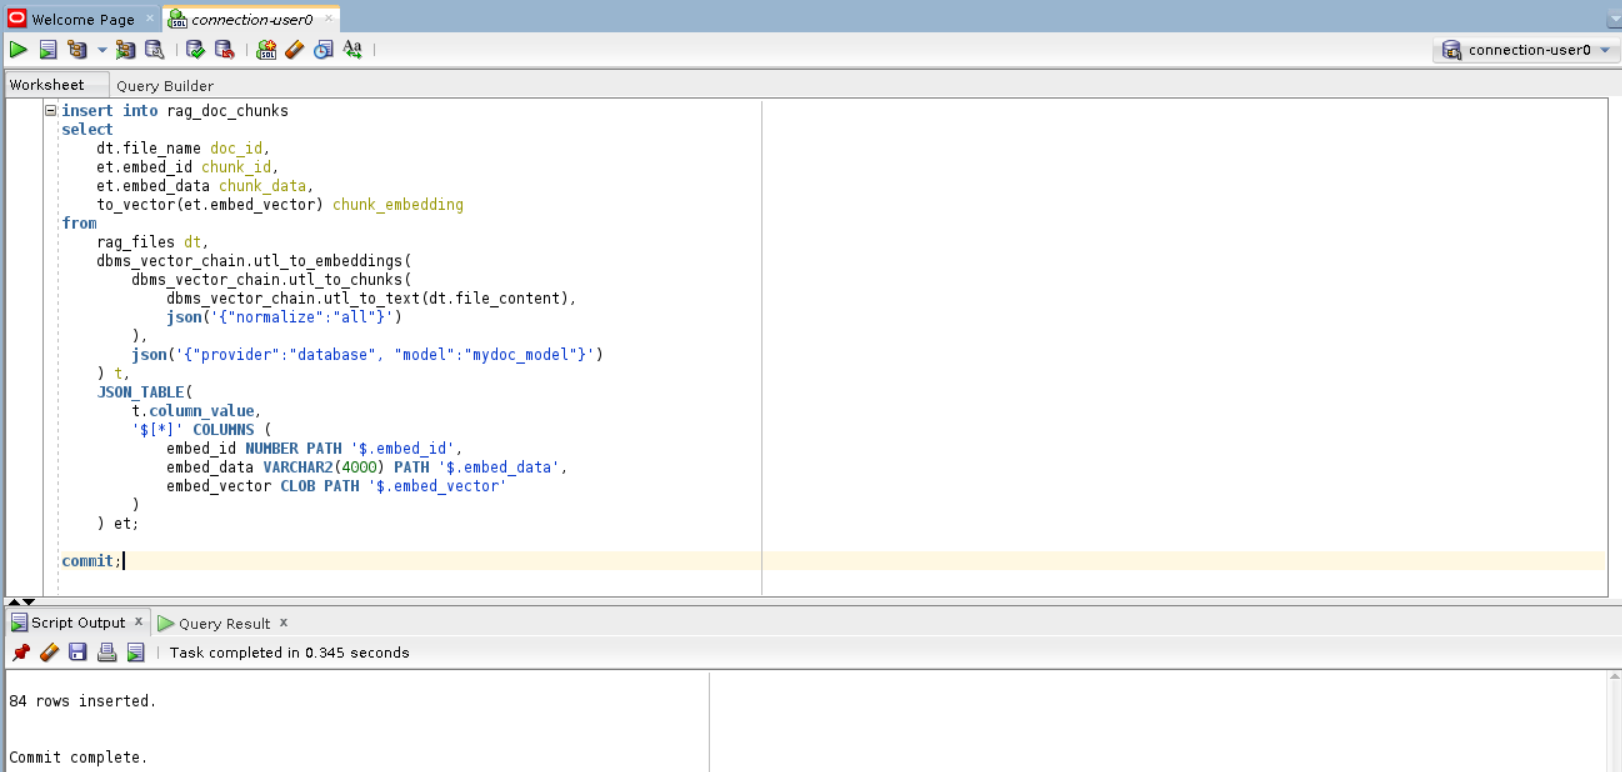 Welcome Page
connection-user0
connection-user0
Worksheet
Query Builder
insert into rag_doc_chunks
select
    dt.file_name doc_id,
    et.embed_id chunk_id,
    et.embed_data chunk_data,
    to_vector(et.embed_vector) chunk_embedding
from
    rag_files dt,
    dbms_vector_chain.utl_to_embeddings(
        dbms_vector_chain.utl_to_chunks(
            dbms_vector_chain.utl_to_text(dt.file_content),
            json('{"normalize":"all"}')
        ),
        json('{"provider":"database", "model":"mydoc_model"}')
    ) t,
    JSON_TABLE(
        t.column_value,
        '$[*]' COLUMNS (
            embed_id NUMBER PATH '$.embed_id',
            embed_data VARCHAR2(4000) PATH '$.embed_data',
            embed_vector CLOB PATH '$.embed_vector'
        )
    ) et;
commit;
Script Output
Query Result
Task completed in 0.345 seconds
84 rows inserted.
Commit complete.